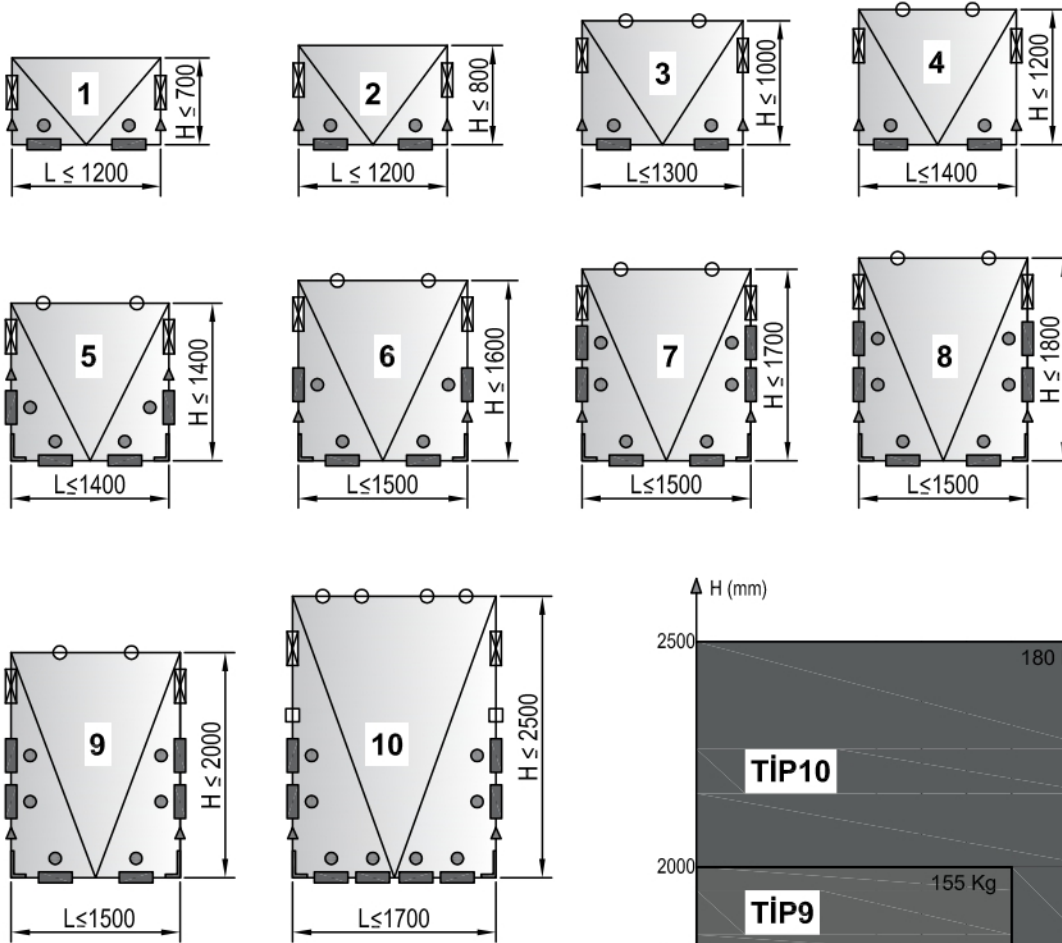 1
H ≤ 700
L ≤ 1200
2
H ≤ 800
L ≤ 1200
3
H ≤ 1000
L≤1300
4
H ≤ 1200
L≤1400
5
H ≤ 1400
L≤1400
6
H ≤ 1600
L≤1500
7
H ≤ 1700
L≤1500
8
H ≤ 1800
L≤1500
9
H ≤ 2000
L≤1500
10
H ≤ 2500
L≤1700
H (mm)
2500
180
TİP10
2000
155 Kg
TİP9